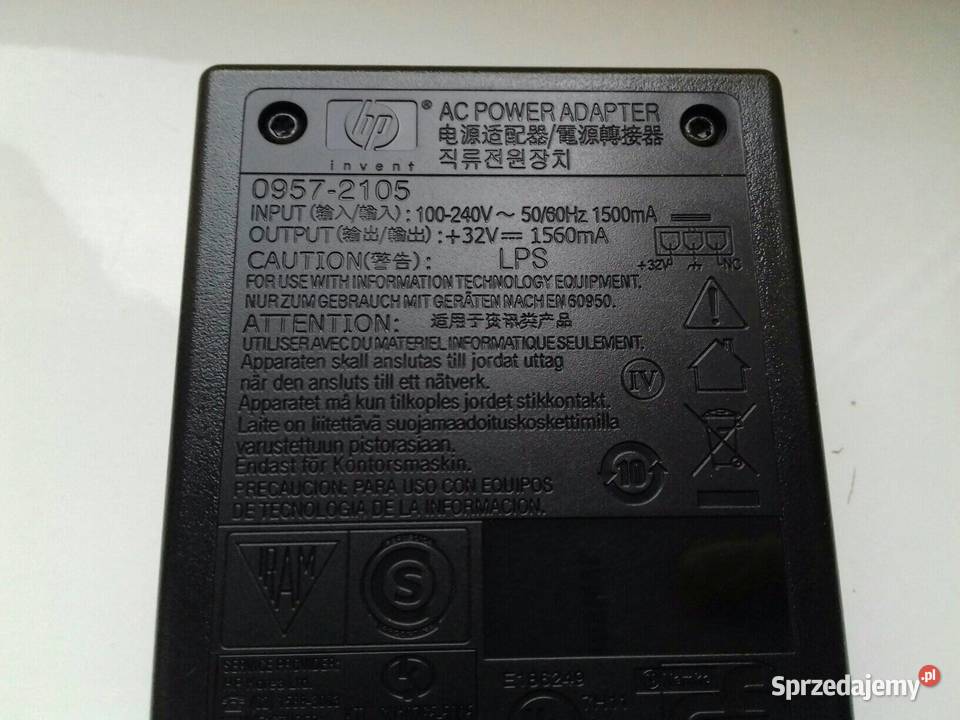 hp ® AC POWER ADAPTER
invent 电源适配器/電源轉接器
직류전원장치
0957-2105
INPUT(输入/輸入): 100-240V ~ 50/60Hz 1500mA
OUTPUT(输出/輸出): +32V ⎓ 1560mA
+32V NC
CAUTION(警告): LPS
FOR USE WITH INFORMATION TECHNOLOGY EQUIPMENT.
NUR ZUM GEBRAUCH MIT GERÄTEN NACH EN 60950.
ATTENTION: 适用于资讯类产品
UTILISER AVEC DU MATERIEL INFORMATIQUE SEULEMENT.
Apparaten skall anslutas till jordat uttag
när den ansluts till ett nätverk.
IV
Apparatet må kun tilkoples jordet stikkontakt.
Laite on liitettävä suojamaadoituskoskettimilla
varustettuun pistorasiaan.
Endast för Kontorsmaskin.
10
PRECAUCION: PARA USO CON EQUIPOS
DE TECNOLOGIA DE LA INFORMACION.
IRAM
S
SERVICE PROVIDER:
E196249
Sprzedajemy.pl